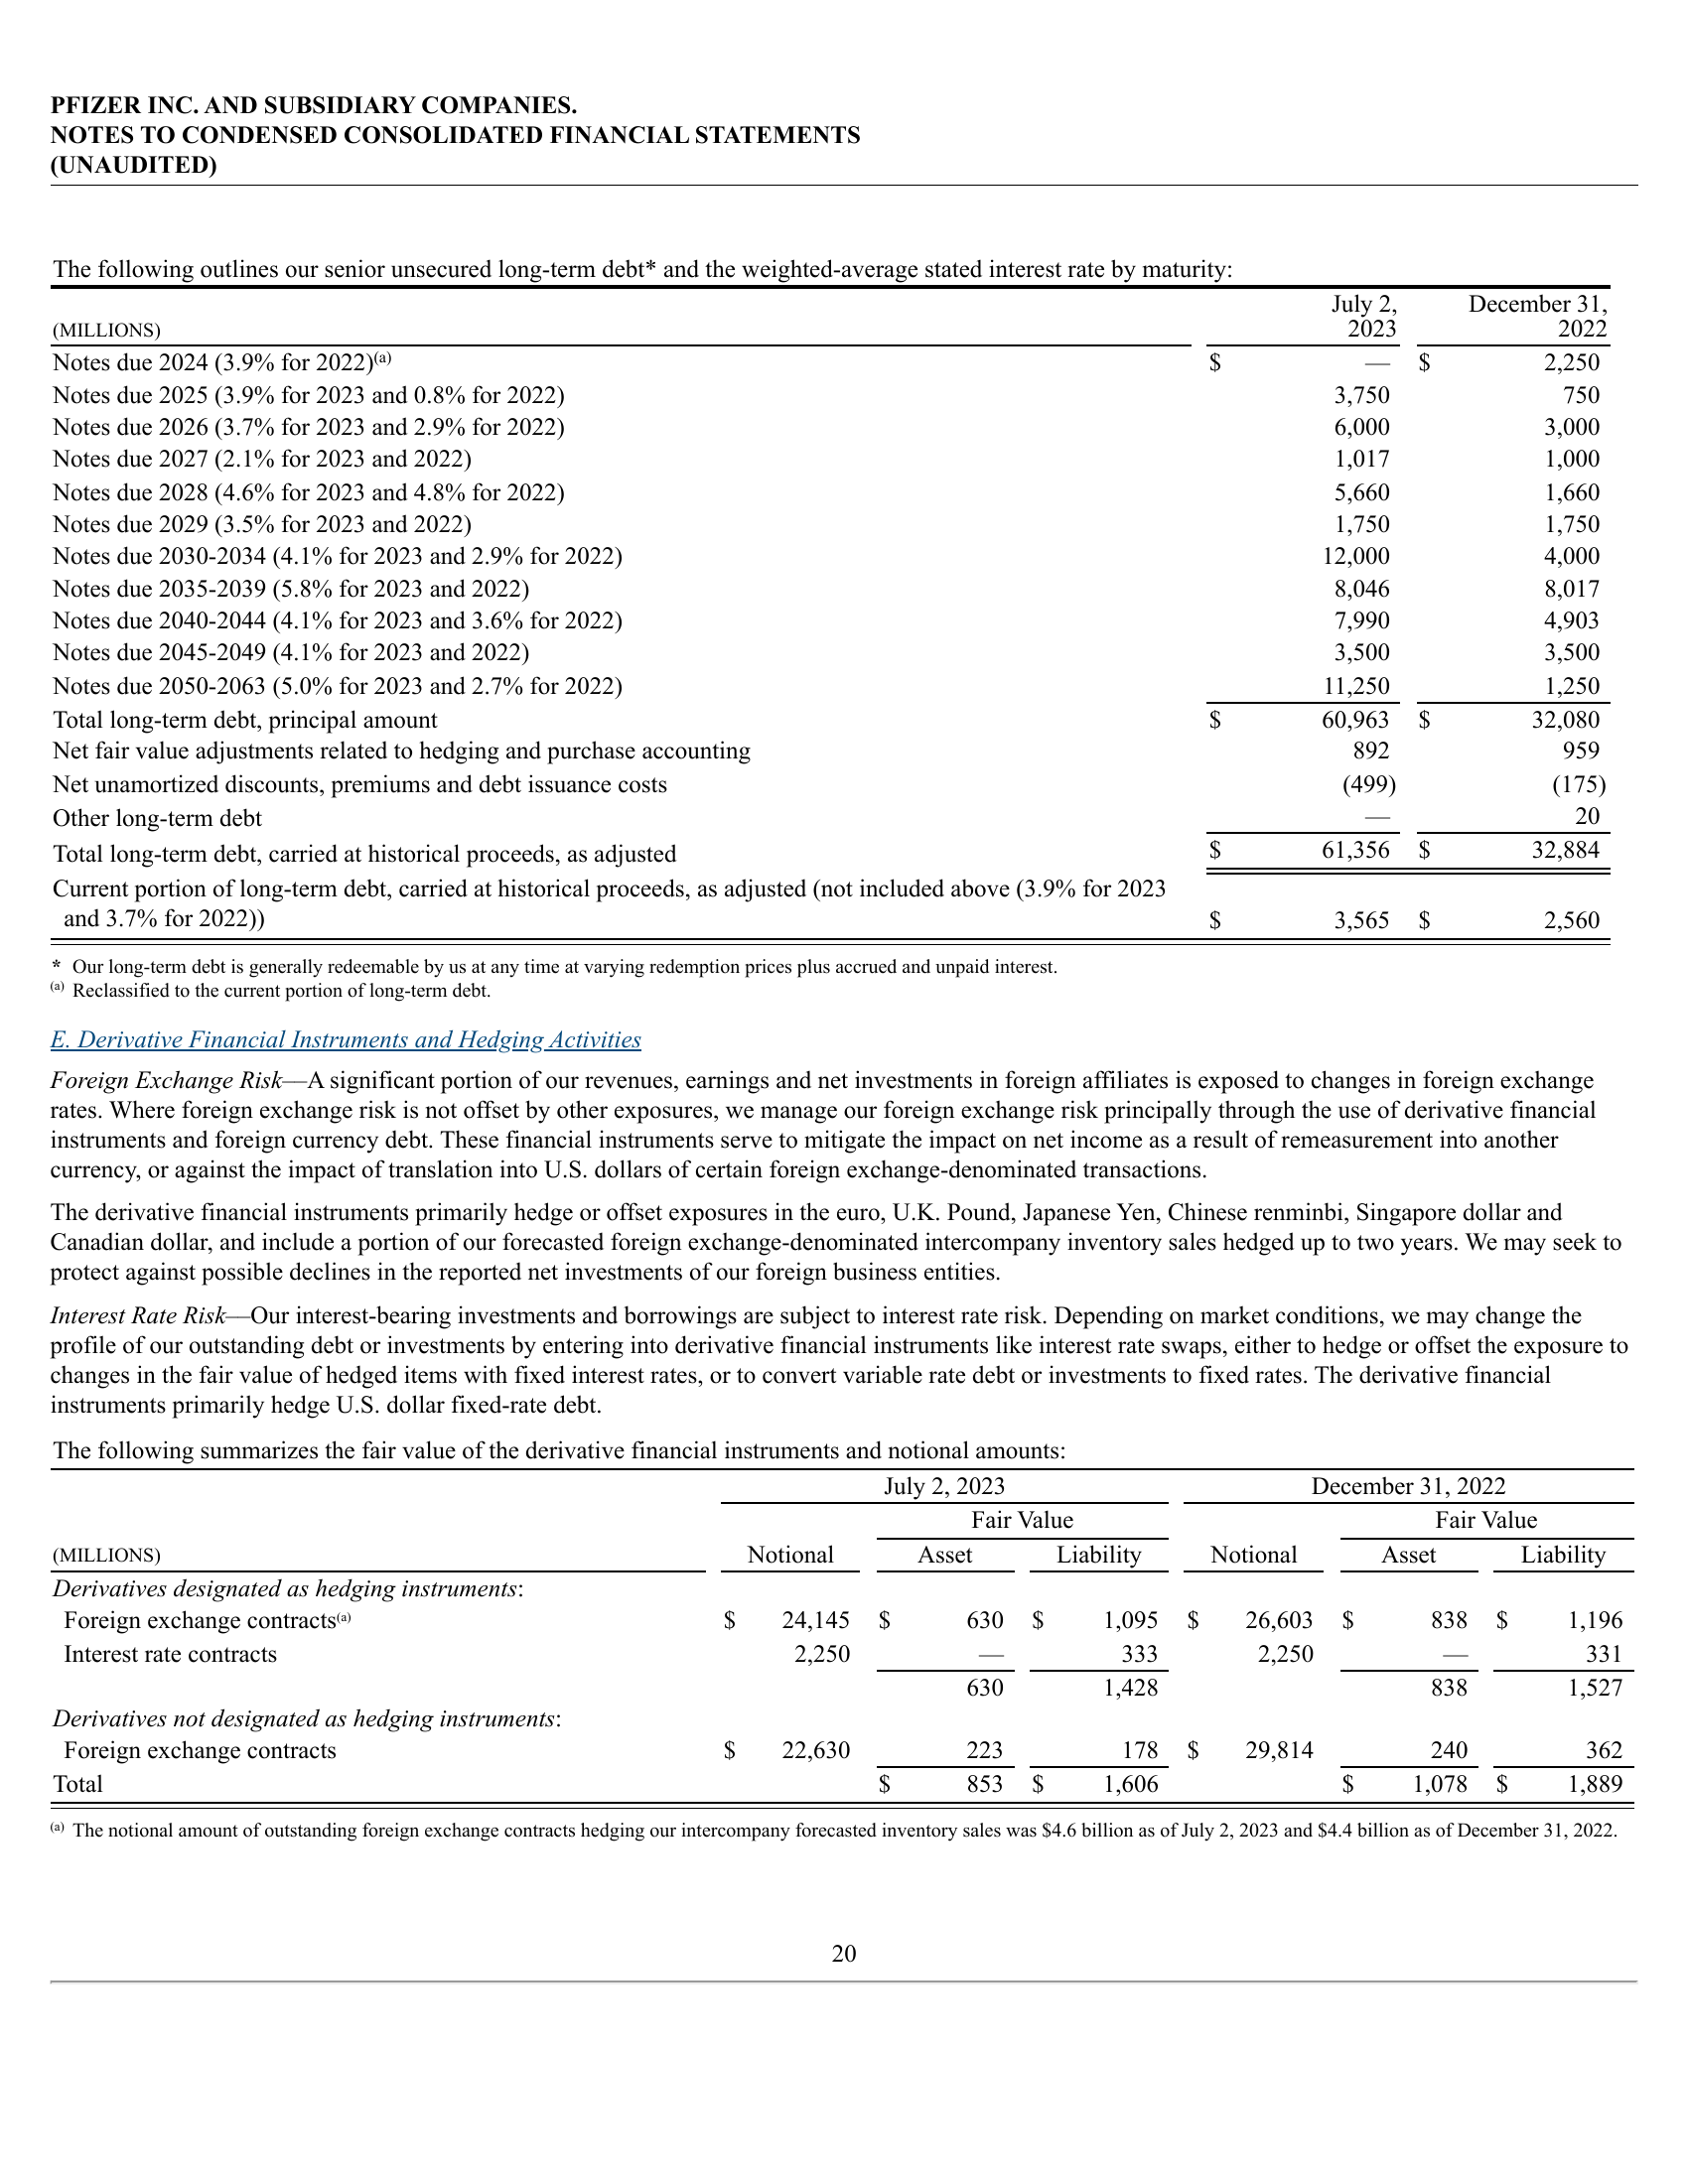 PFIZER INC. AND SUBSIDIARY COMPANIES.
NOTES TO CONDENSED CONSOLIDATED FINANCIAL STATEMENTS
(UNAUDITED)
The following outlines our senior unsecured long-term debt* and the weighted-average stated interest rate by maturity:
(MILLIONS) July 2, 2023 December 31, 2022
Notes due 2024 (3.9% for 2022)(a) $ — $ 2,250
Notes due 2025 (3.9% for 2023 and 0.8% for 2022) 3,750 750
Notes due 2026 (3.7% for 2023 and 2.9% for 2022) 6,000 3,000
Notes due 2027 (2.1% for 2023 and 2022) 1,017 1,000
Notes due 2028 (4.6% for 2023 and 4.8% for 2022) 5,660 1,660
Notes due 2029 (3.5% for 2023 and 2022) 1,750 1,750
Notes due 2030-2034 (4.1% for 2023 and 2.9% for 2022) 12,000 4,000
Notes due 2035-2039 (5.8% for 2023 and 2022) 8,046 8,017
Notes due 2040-2044 (4.1% for 2023 and 3.6% for 2022) 7,990 4,903
Notes due 2045-2049 (4.1% for 2023 and 2022) 3,500 3,500
Notes due 2050-2063 (5.0% for 2023 and 2.7% for 2022) 11,250 1,250
Total long-term debt, principal amount $ 60,963 $ 32,080
Net fair value adjustments related to hedging and purchase accounting 892 959
Net unamortized discounts, premiums and debt issuance costs (499) (175)
Other long-term debt — 20
Total long-term debt, carried at historical proceeds, as adjusted $ 61,356 $ 32,884
Current portion of long-term debt, carried at historical proceeds, as adjusted (not included above (3.9% for 2023
and 3.7% for 2022)) $ 3,565 $ 2,560
* Our long-term debt is generally redeemable by us at any time at varying redemption prices plus accrued and unpaid interest.
(a) Reclassified to the current portion of long-term debt.
E. Derivative Financial Instruments and Hedging Activities
Foreign Exchange Risk—A significant portion of our revenues, earnings and net investments in foreign affiliates is exposed to changes in foreign exchange
rates. Where foreign exchange risk is not offset by other exposures, we manage our foreign exchange risk principally through the use of derivative financial
instruments and foreign currency debt. These financial instruments serve to mitigate the impact on net income as a result of remeasurement into another
currency, or against the impact of translation into U.S. dollars of certain foreign exchange-denominated transactions.
The derivative financial instruments primarily hedge or offset exposures in the euro, U.K. Pound, Japanese Yen, Chinese renminbi, Singapore dollar and
Canadian dollar, and include a portion of our forecasted foreign exchange-denominated intercompany inventory sales hedged up to two years. We may seek to
protect against possible declines in the reported net investments of our foreign business entities.
Interest Rate Risk—Our interest-bearing investments and borrowings are subject to interest rate risk. Depending on market conditions, we may change the
profile of our outstanding debt or investments by entering into derivative financial instruments like interest rate swaps, either to hedge or offset the exposure to
changes in the fair value of hedged items with fixed interest rates, or to convert variable rate debt or investments to fixed rates. The derivative financial
instruments primarily hedge U.S. dollar fixed-rate debt.
The following summarizes the fair value of the derivative financial instruments and notional amounts:
July 2, 2023 December 31, 2022
Fair Value Fair Value
(MILLIONS) Notional Asset Liability Notional Asset Liability
Derivatives designated as hedging instruments:
Foreign exchange contracts(a) $ 24,145 $ 630 $ 1,095 $ 26,603 $ 838 $ 1,196
Interest rate contracts 2,250 — 333 2,250 — 331
630 1,428 838 1,527
Derivatives not designated as hedging instruments:
Foreign exchange contracts $ 22,630 223 178 $ 29,814 240 362
Total $ 853 $ 1,606 $ 1,078 $ 1,889
(a) The notional amount of outstanding foreign exchange contracts hedging our intercompany forecasted inventory sales was $4.6 billion as of July 2, 2023 and $4.4 billion as of December 31, 2022.
20